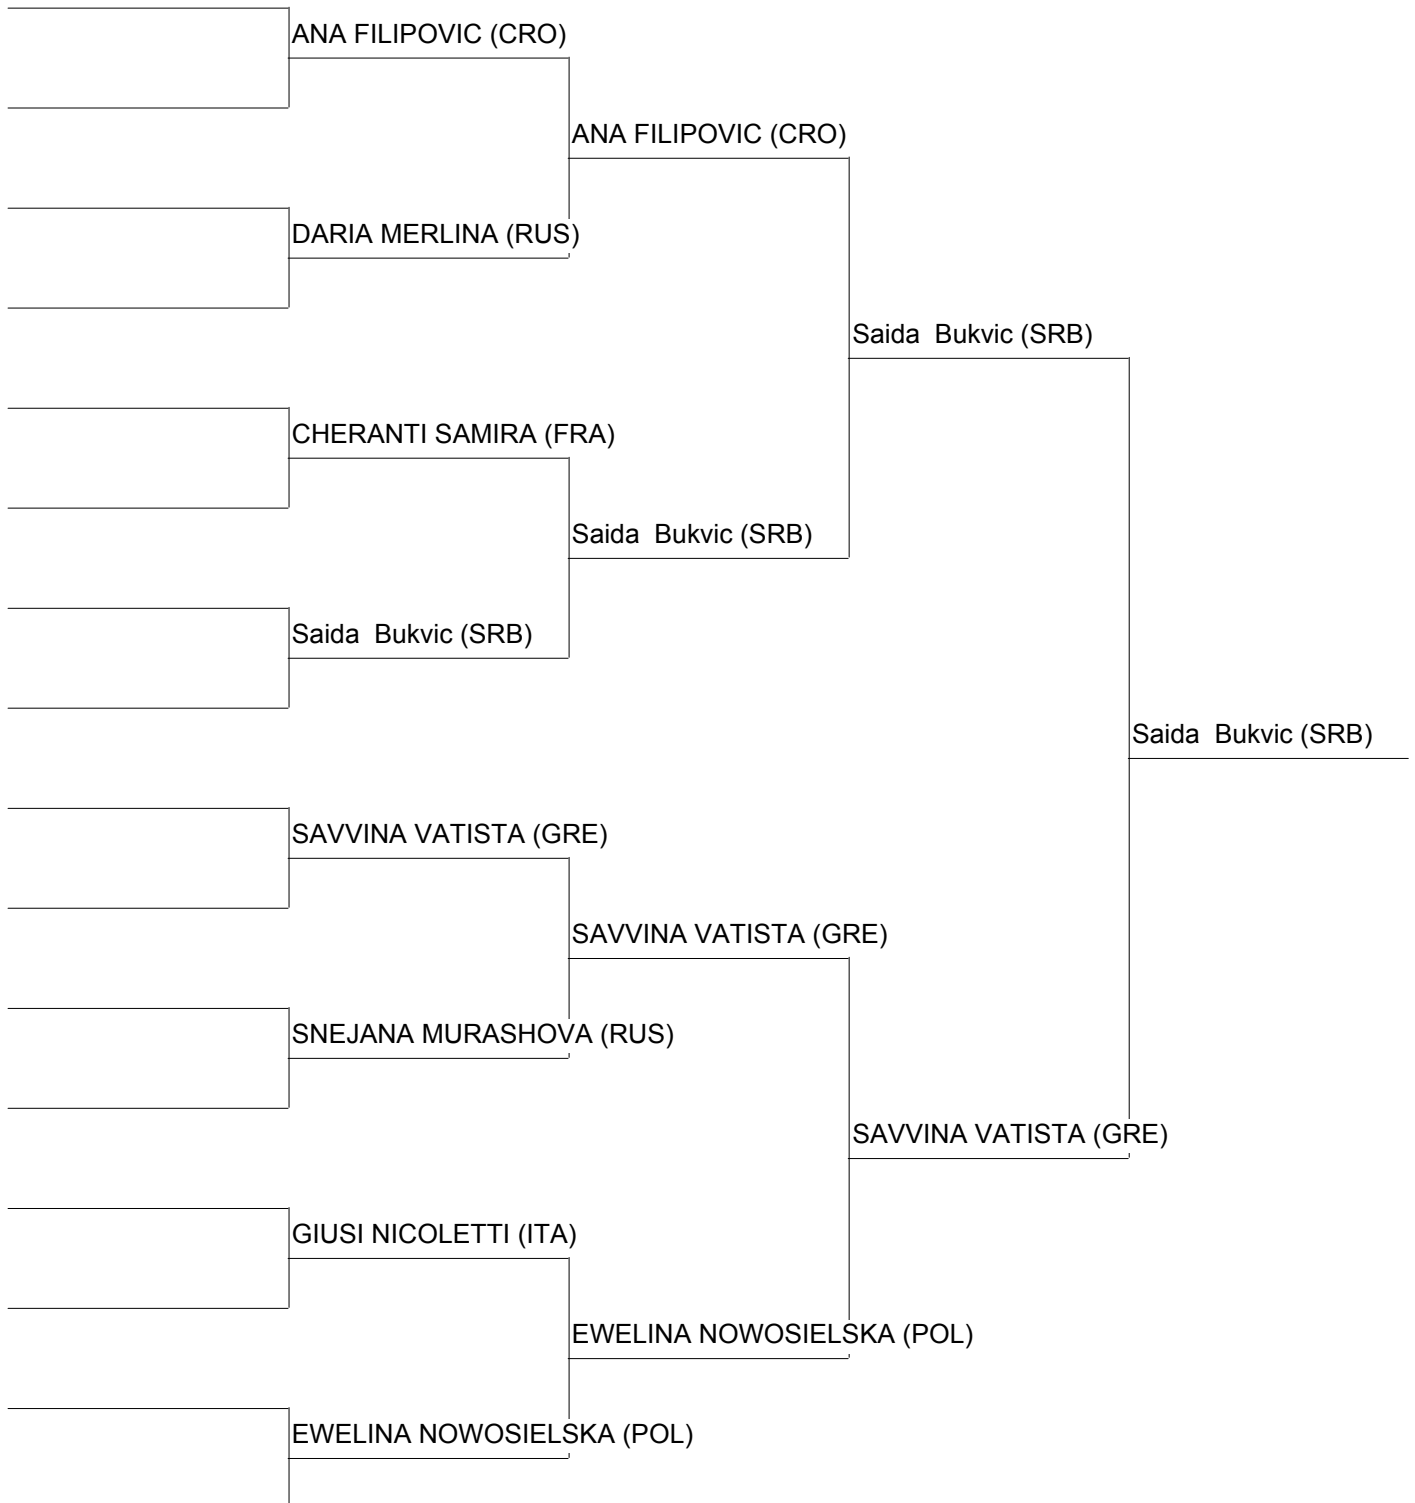 ANA FILIPOVIC (CRO)
ANA FILIPOVIC (CRO)
DARIA MERLINA (RUS)
Saida  Bukvic (SRB)
CHERANTI SAMIRA (FRA)
Saida  Bukvic (SRB)
Saida  Bukvic (SRB)
Saida  Bukvic (SRB)
SAVVINA VATISTA (GRE)
SAVVINA VATISTA (GRE)
SNEJANA MURASHOVA (RUS)
SAVVINA VATISTA (GRE)
GIUSI NICOLETTI (ITA)
EWELINA NOWOSIELSKA (POL)
EWELINA NOWOSIELSKA (POL)